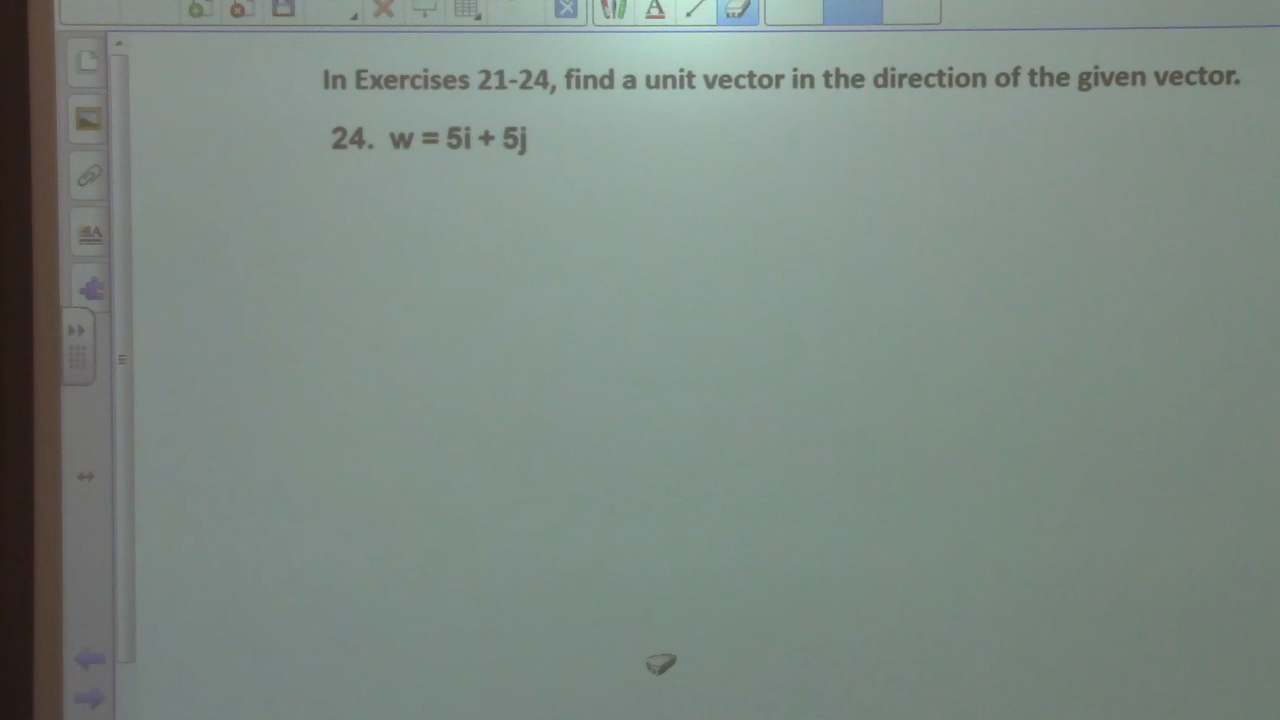 In Exercises 21-24, find a unit vector in the direction of the given vector.
24. w = 5i + 5j